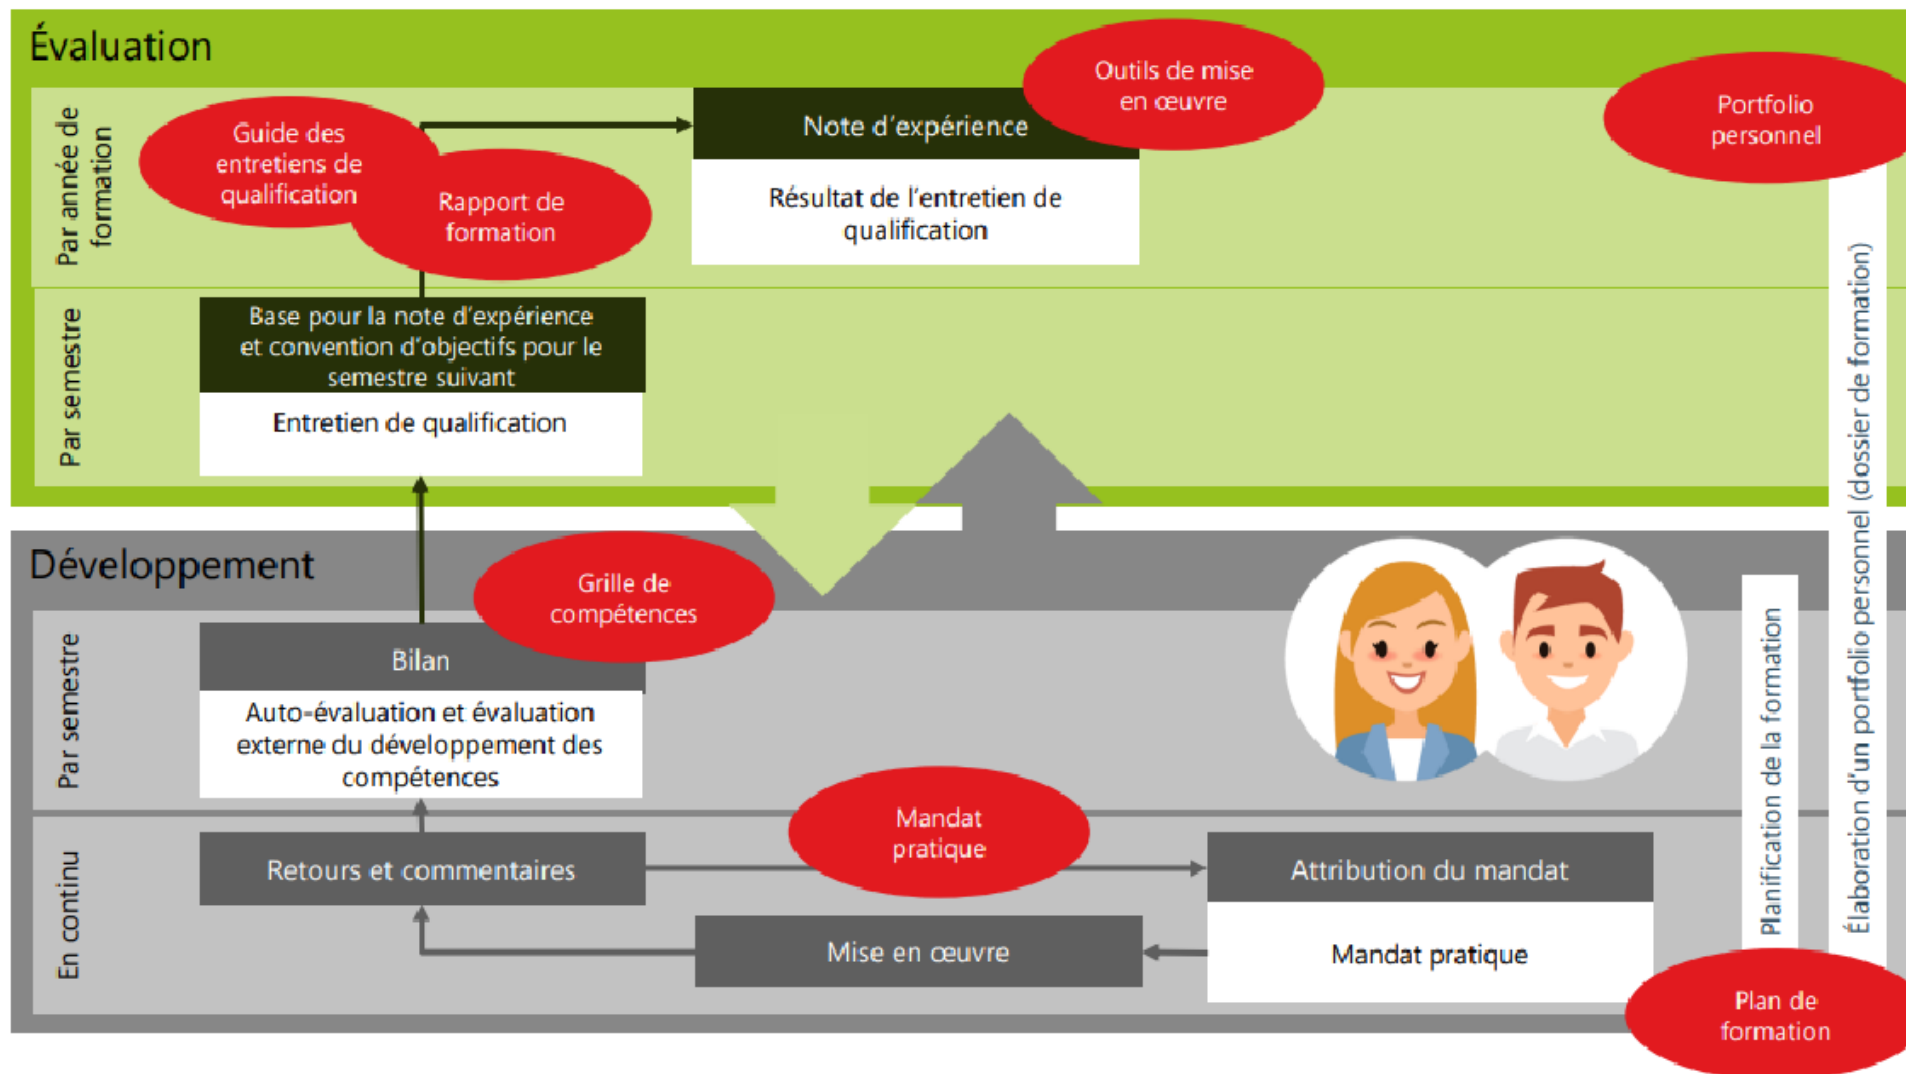 Évaluation
Outils de mise
en œuvre
Portfolio
personnel
Par année de
formation
Guide des
entretiens de
qualification
Note d’expérience
Rapport de
formation
Résultat de l’entretien de
qualification
Par semestre
Base pour la note d’expérience
et convention d’objectifs pour le
semestre suivant
Entretien de qualification
Élaboration d’un portfolio personnel (dossier de formation)
Développement
Grille de
compétences
Par semestre
Bilan
Auto-évaluation et évaluation
externe du développement des
compétences
Planification de la formation
Mandat
pratique
En continu
Retours et commentaires
Attribution du mandat
Mise en œuvre
Mandat pratique
Plan de
formation